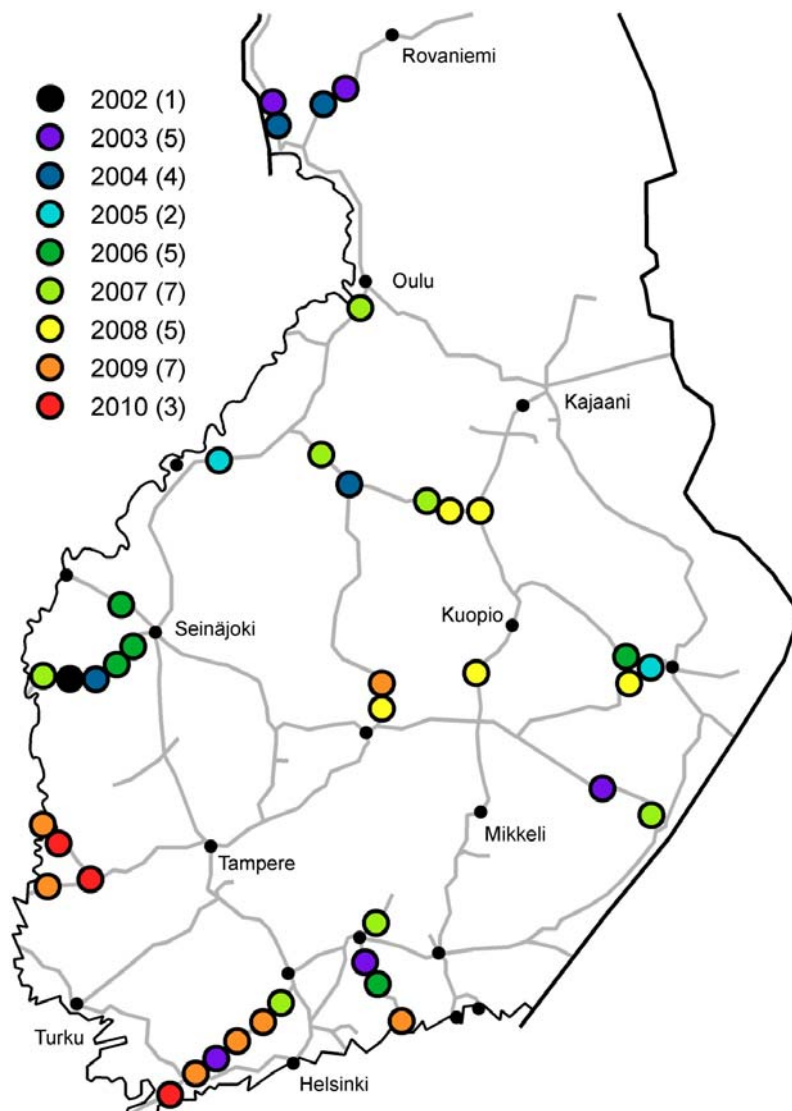 Rovaniemi
2002 (1)
2003 (5)
2004 (4)
2005 (2)
2006 (5)
2007 (7)
2008 (5)
2009 (7)
2010 (3)
Oulu
Kajaani
Seinäjoki
Kuopio
Mikkeli
Tampere
Turku
Helsinki